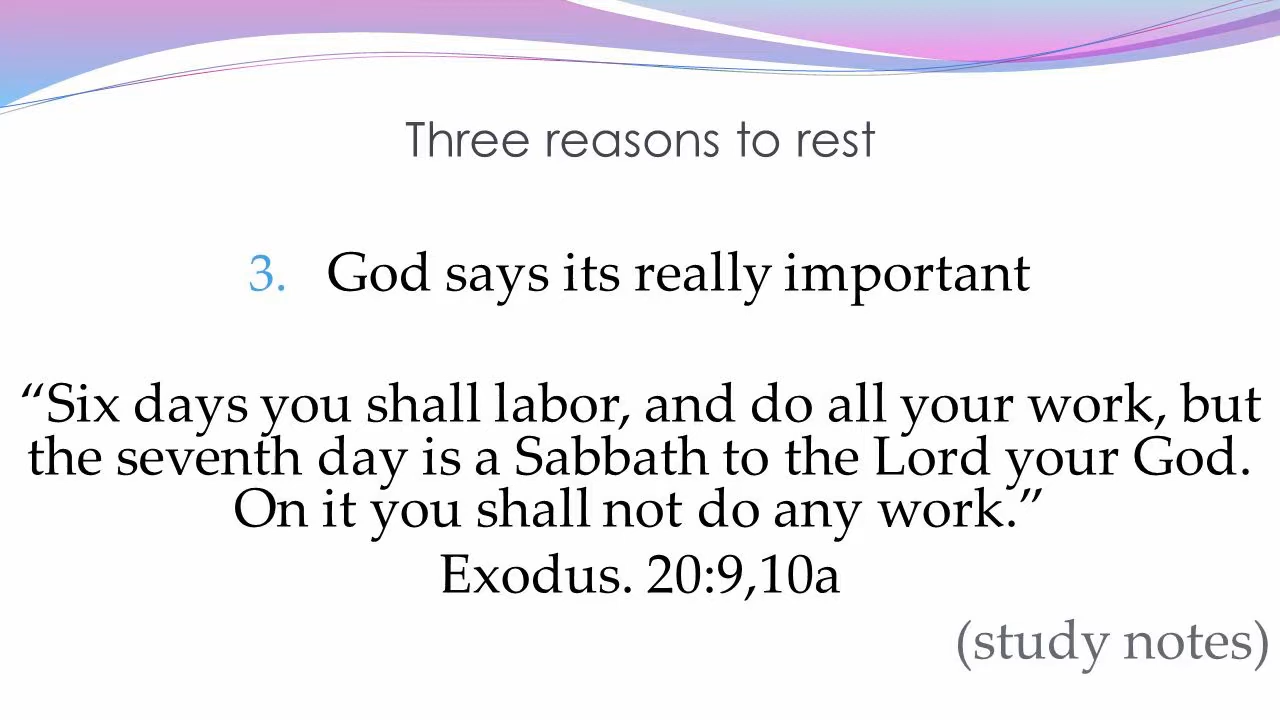 Three reasons to rest
3. God says its really important
“Six days you shall labor, and do all your work, but
the seventh day is a Sabbath to the Lord your God.
On it you shall not do any work.”
Exodus. 20:9,10a
(study notes)